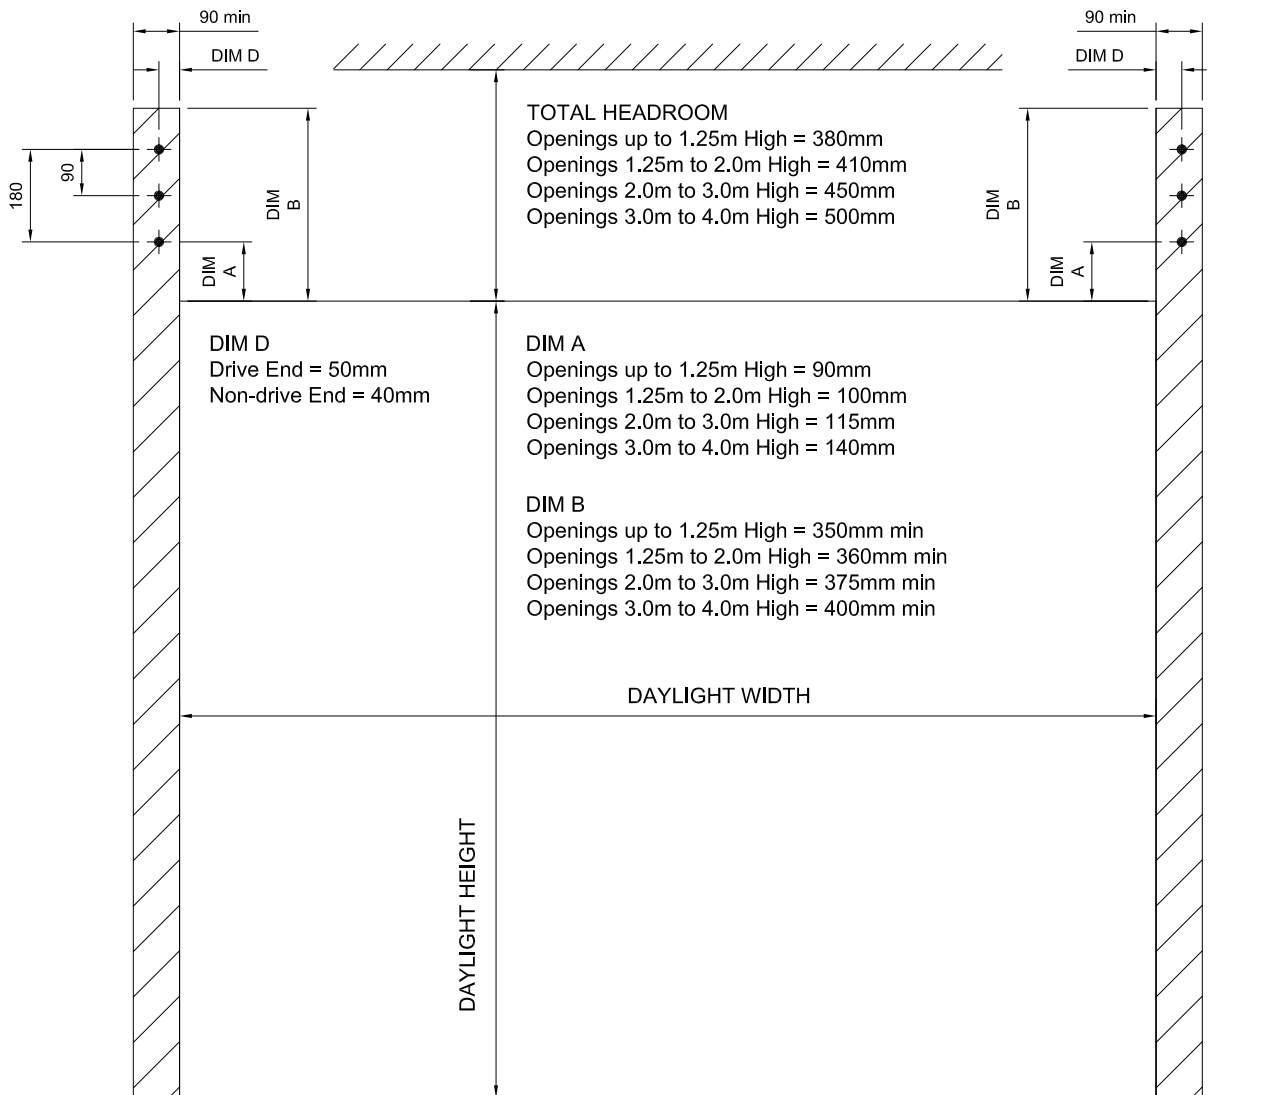 90 min
90 min
DIM D
DIM D
TOTAL HEADROOM
Openings up to 1.25m High = 380mm
Openings 1.25m to 2.0m High = 410mm
Openings 2.0m to 3.0m High = 450mm
Openings 3.0m to 4.0m High = 500mm
180
90
DIM
B
DIM
A
DIM
B
DIM
A
DIM D
Drive End = 50mm
Non-drive End = 40mm
DIM A
Openings up to 1.25m High = 90mm
Openings 1.25m to 2.0m High = 100mm
Openings 2.0m to 3.0m High = 115mm
Openings 3.0m to 4.0m High = 140mm
DIM B
Openings up to 1.25m High = 350mm min
Openings 1.25m to 2.0m High = 360mm min
Openings 2.0m to 3.0m High = 375mm min
Openings 3.0m to 4.0m High = 400mm min
DAYLIGHT WIDTH
DAYLIGHT HEIGHT